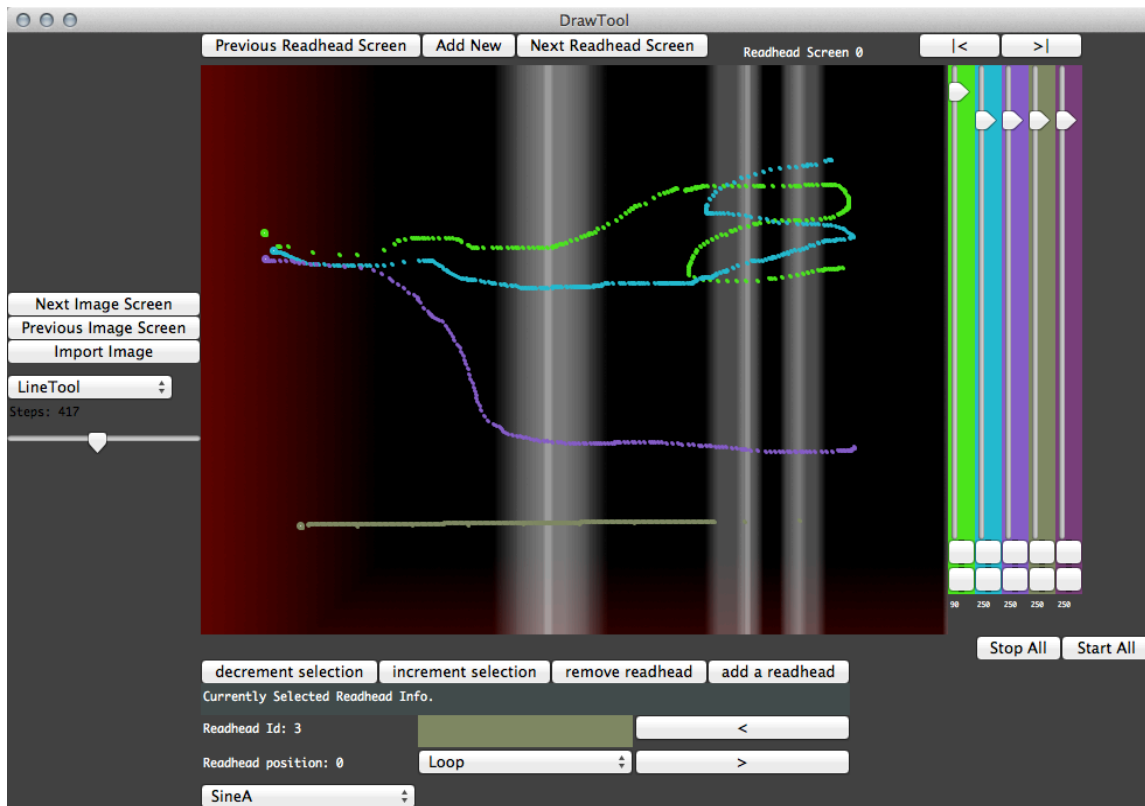 DrawTool
Previous Readhead Screen Add New Next Readhead Screen Readhead Screen 0 |< >|
Next Image Screen
Previous Image Screen
Import Image
LineTool
Steps: 417
90 250 250 250 250
Stop All Start All
decrement selection increment selection remove readhead add a readhead
Currently Selected Readhead Info.
Readhead Id: 3 <
Readhead position: 0 Loop >
SineA